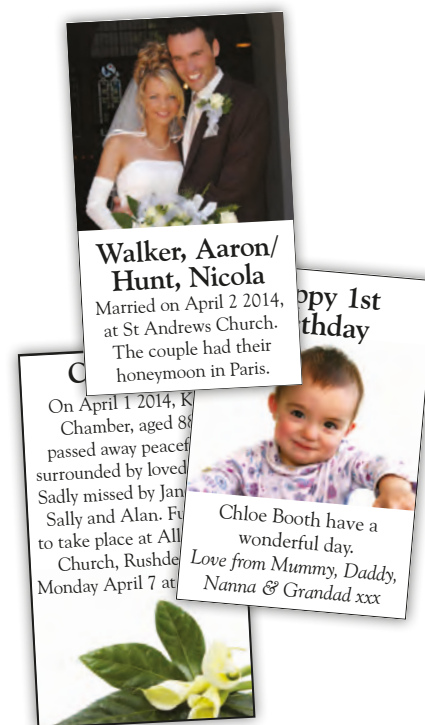 Walker, Aaron/
Hunt, Nicola
Married on April 2 2014,
at St Andrews Church.
The couple had their
honeymoon in Paris.
1st
Chloe Booth have a
wonderful day.
Love from Mummy, Daddy,
Nanna & Grandad xxx
On April 1 2014,
Chamber, aged
passed away
surrounded by loved
Sadly missed by
Sally and Alan.
to take place at
Church,
Monday April 7 at